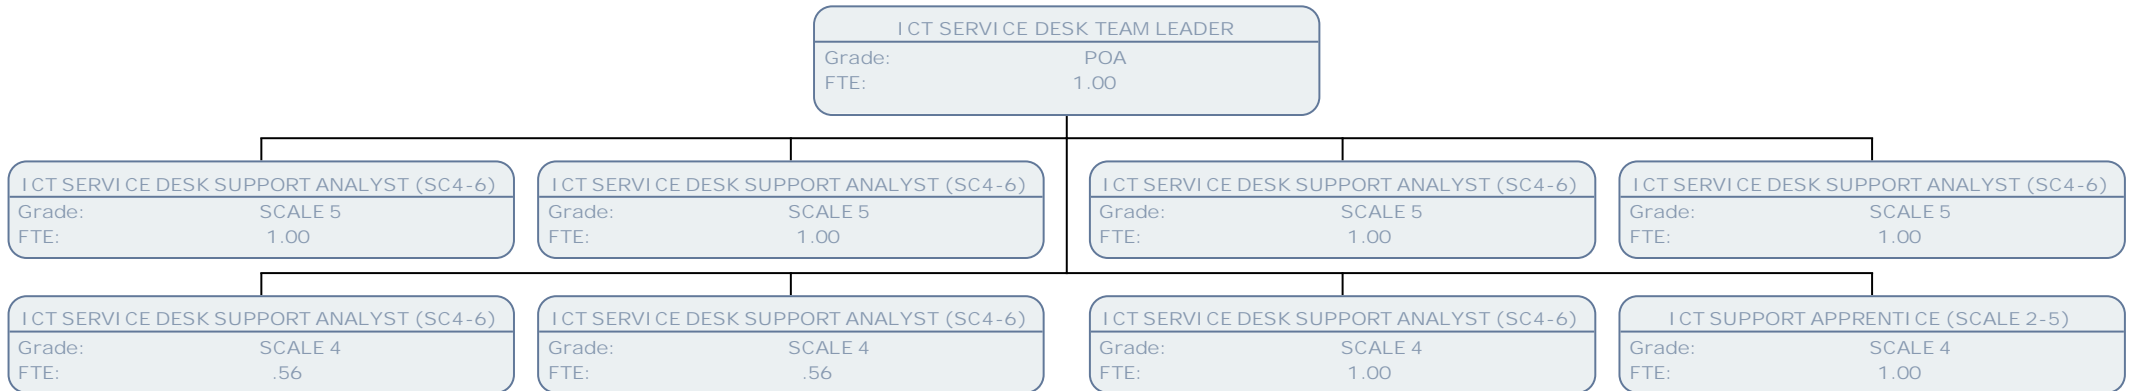 ICT SERVICE DESK TEAM LEADER
Grade: POA
FTE: 1.00
ICT SERVICE DESK SUPPORT ANALYST (SC4-6)
Grade: SCALE 5
FTE: 1.00
ICT SERVICE DESK SUPPORT ANALYST (SC4-6)
Grade: SCALE 5
FTE: 1.00
ICT SERVICE DESK SUPPORT ANALYST (SC4-6)
Grade: SCALE 5
FTE: 1.00
ICT SERVICE DESK SUPPORT ANALYST (SC4-6)
Grade: SCALE 5
FTE: 1.00
ICT SERVICE DESK SUPPORT ANALYST (SC4-6)
Grade: SCALE 4
FTE: .56
ICT SERVICE DESK SUPPORT ANALYST (SC4-6)
Grade: SCALE 4
FTE: .56
ICT SERVICE DESK SUPPORT ANALYST (SC4-6)
Grade: SCALE 4
FTE: 1.00
ICT SUPPORT APPRENTICE (SCALE 2-5)
Grade: SCALE 4
FTE: 1.00